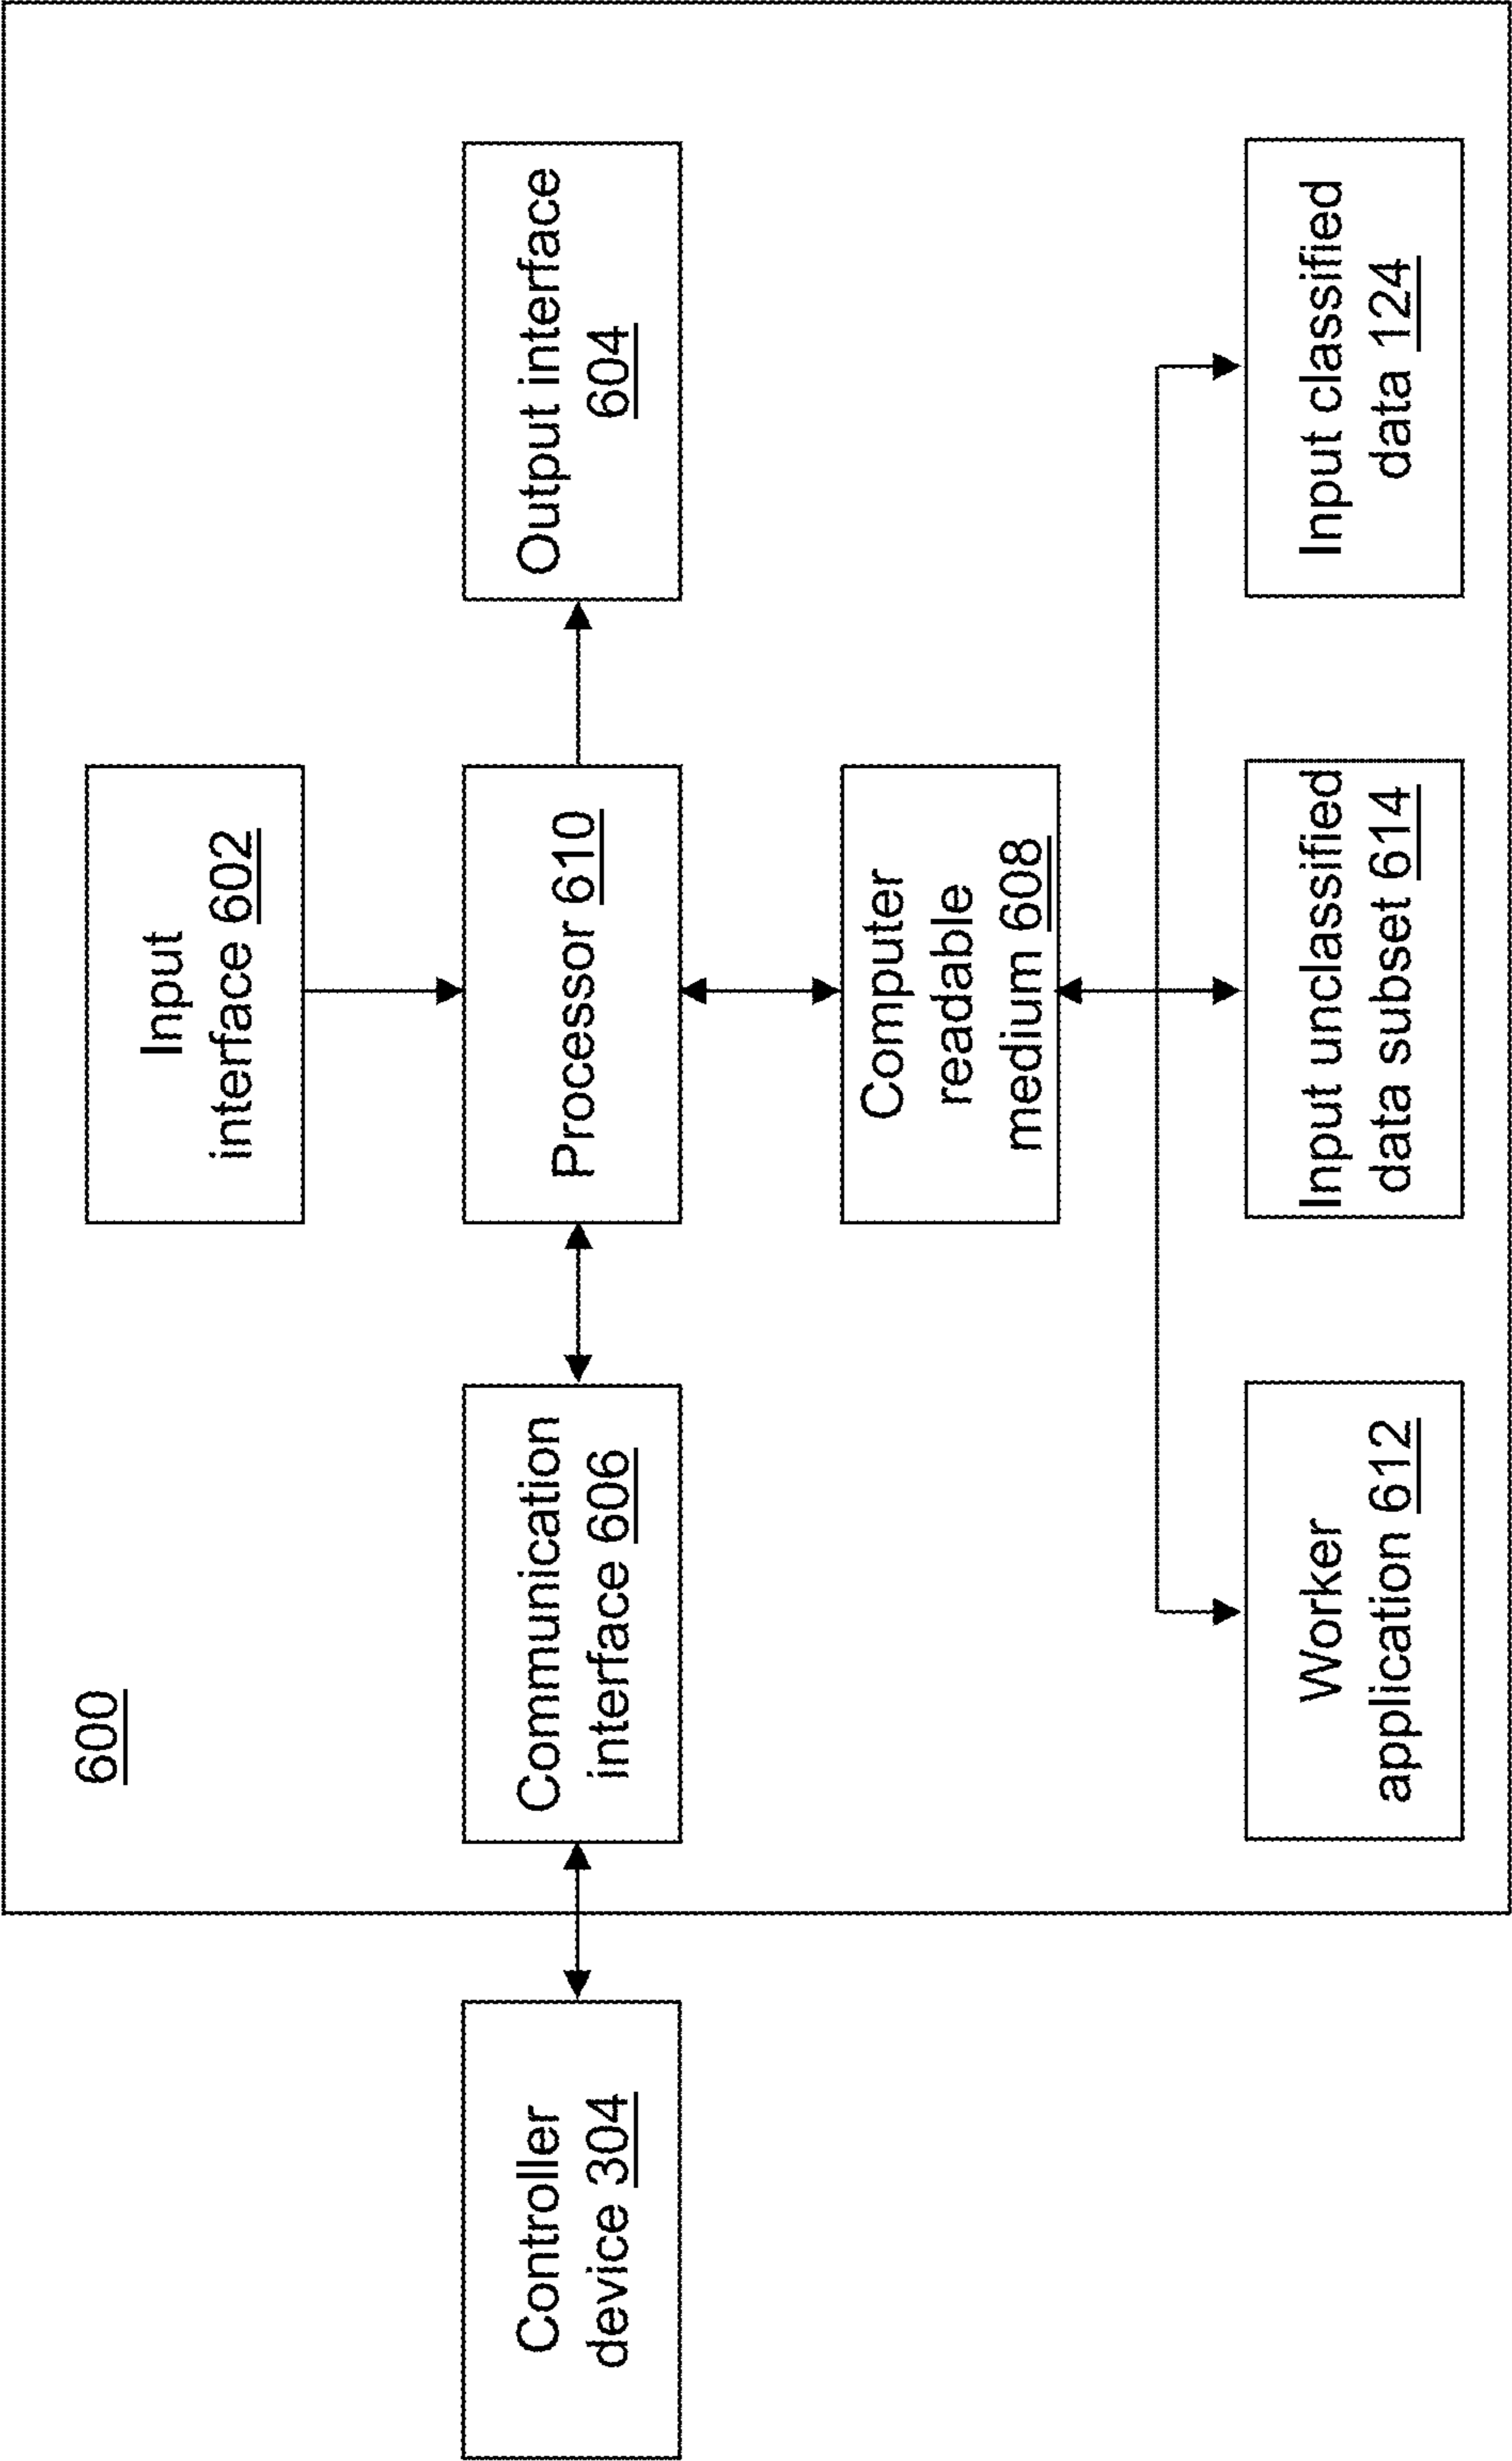 600
Input
interface 602
Controller
device 304
Communication
interface 606
Processor 610
Output interface
604
Computer
readable
medium 608
Worker
application 612
Input unclassified
data subset 614
Input classified
data 124